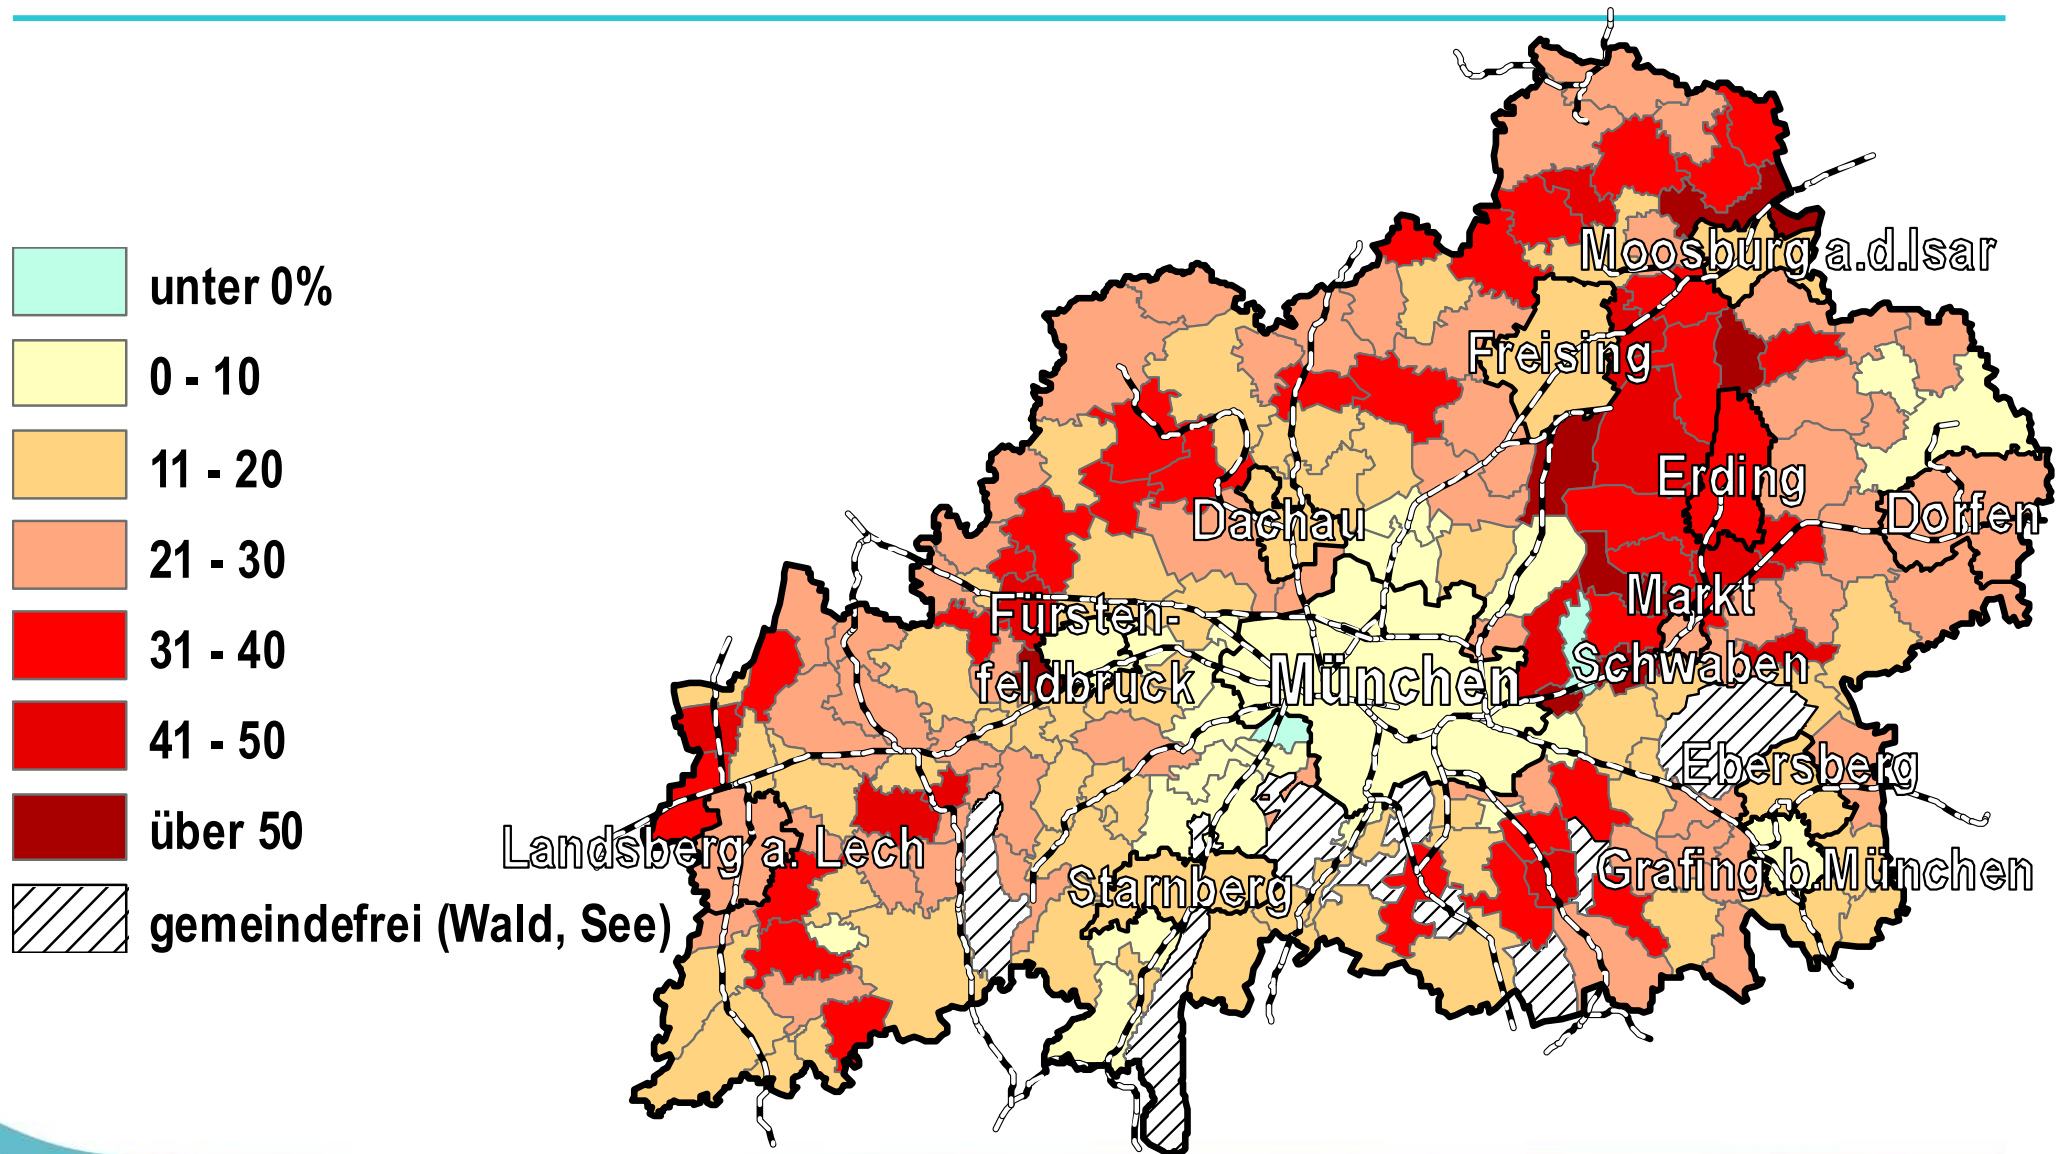 unter 0%
0 - 10
11 - 20
21 - 30
31 - 40
41 - 50
über 50
gemeindefrei (Wald, See)
Moosburg a.d.Isar
Freising
Erding
Dorfen
Dachau
Markt
Schwaben
Fürsten-
feldbruck
München
Ebersberg
Landsberg a. Lech
Starnberg
Grafing b.München